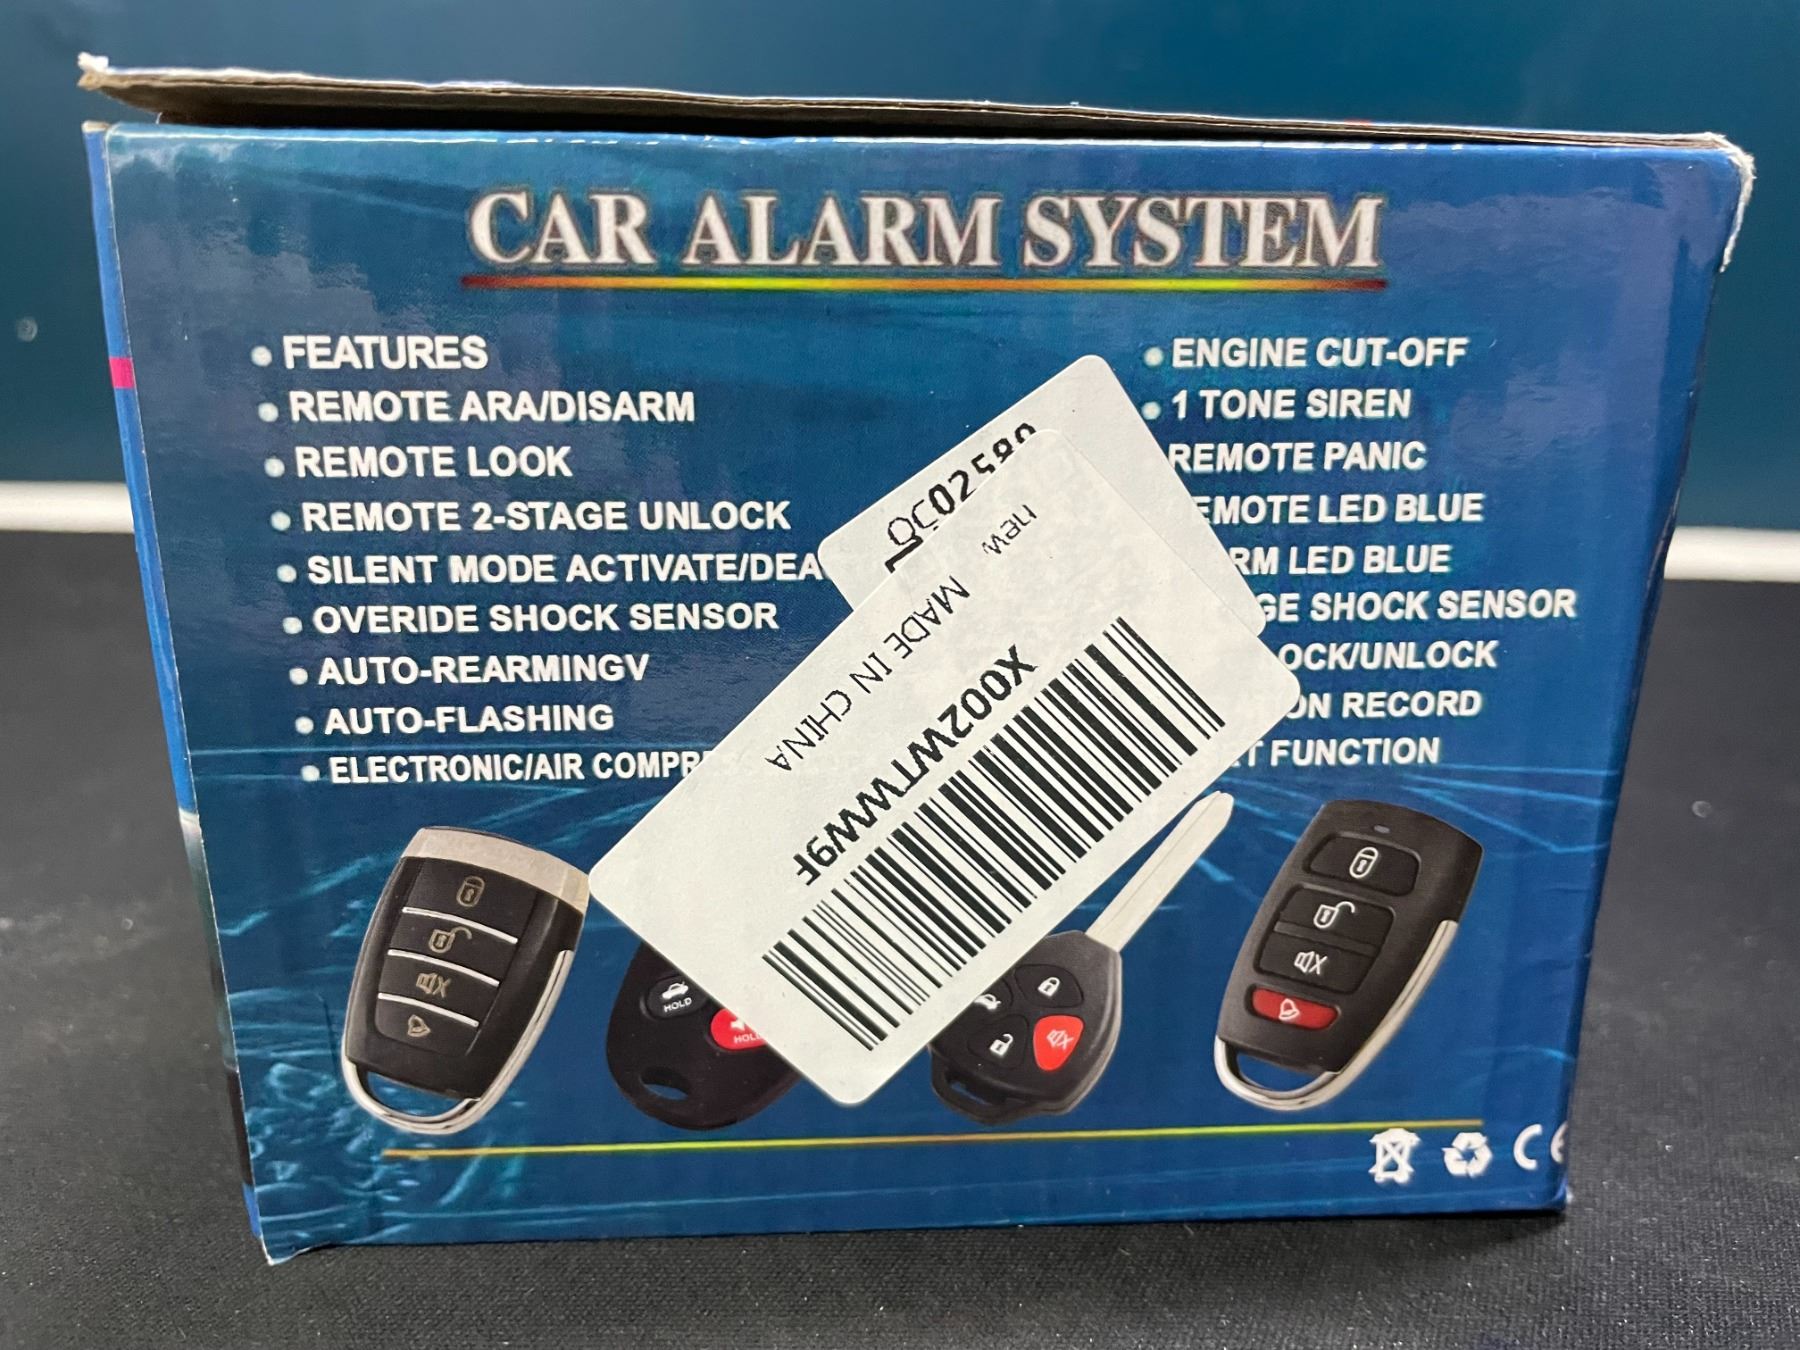 CAR ALARM SYSTEM
FEATURES
REMOTE ARA/DISARM
REMOTE LOOK
REMOTE 2-STAGE UNLOCK
SILENT MODE ACTIVATE/DEA
OVERIDE SHOCK SENSOR
AUTO-REARMINGV
AUTO-FLASHING
ELECTRONIC/AIR COMPR
ENGINE CUT-OFF
1 TONE SIREN
REMOTE PANIC
EMOTE LED BLUE
RM LED BLUE
GE SHOCK SENSOR
OCK/UNLOCK
ON RECORD
T FUNCTION
new
MADE IN CHINA
X002WTWW9F
HOLD
HOLD
CE